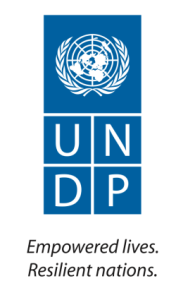 U N
D P
Empowered lives.
Resilient nations.